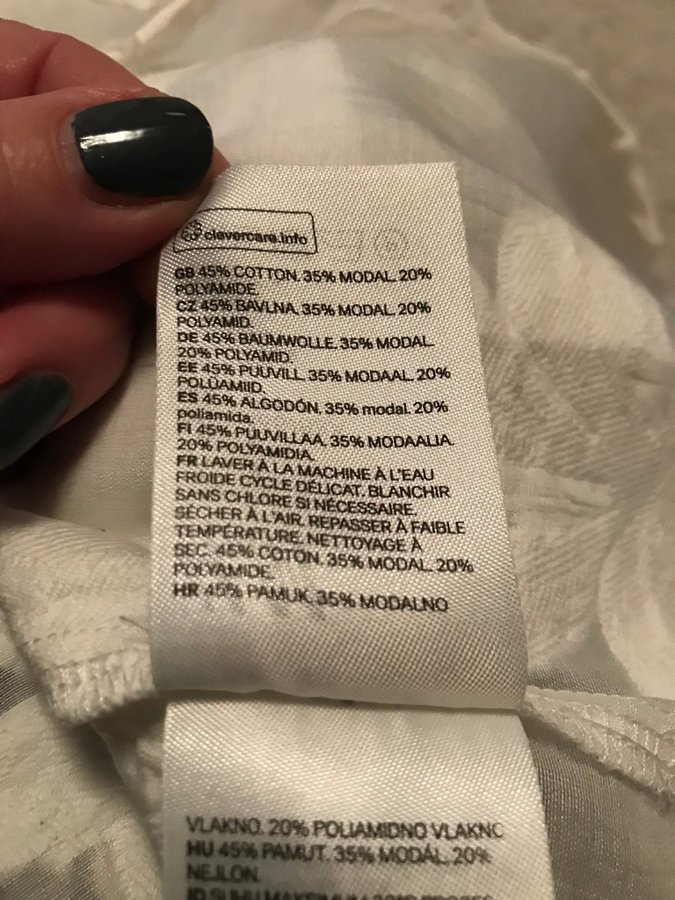 clevercare.info
GB 45% COTTON. 35% MODAL. 20%
POLYAMIDE.
CZ 45% BAVLNA. 35% MODAL. 20%
POLYAMID.
DE 45% BAUMWOLLE. 35% MODAL.
20% POLYAMID.
EE 45% PUUVILL. 35% MODAAL. 20%
POLÜAMIID.
ES 45% ALGODÓN. 35% modal. 20%
poliamida.
FI 45% PUUVILLAA. 35% MODAALIA.
20% POLYAMIDIA.
FR LAVER À LA MACHINE À L'EAU
FROIDE CYCLE DÉLICAT. BLANCHIR
SANS CHLORE SI NÉCESSAIRE.
SÉCHER À L'AIR. REPASSER À FAIBLE
TEMPÉRATURE. NETTOYAGE À
SEC. 45% COTON. 35% MODAL. 20%
POLYAMIDE.
HR 45% PAMUK. 35% MODALNO
VLAKNO. 20% POLIAMIDNO VLAKNO
HU 45% PAMUT. 35% MODÁL. 20%
NEJLON.